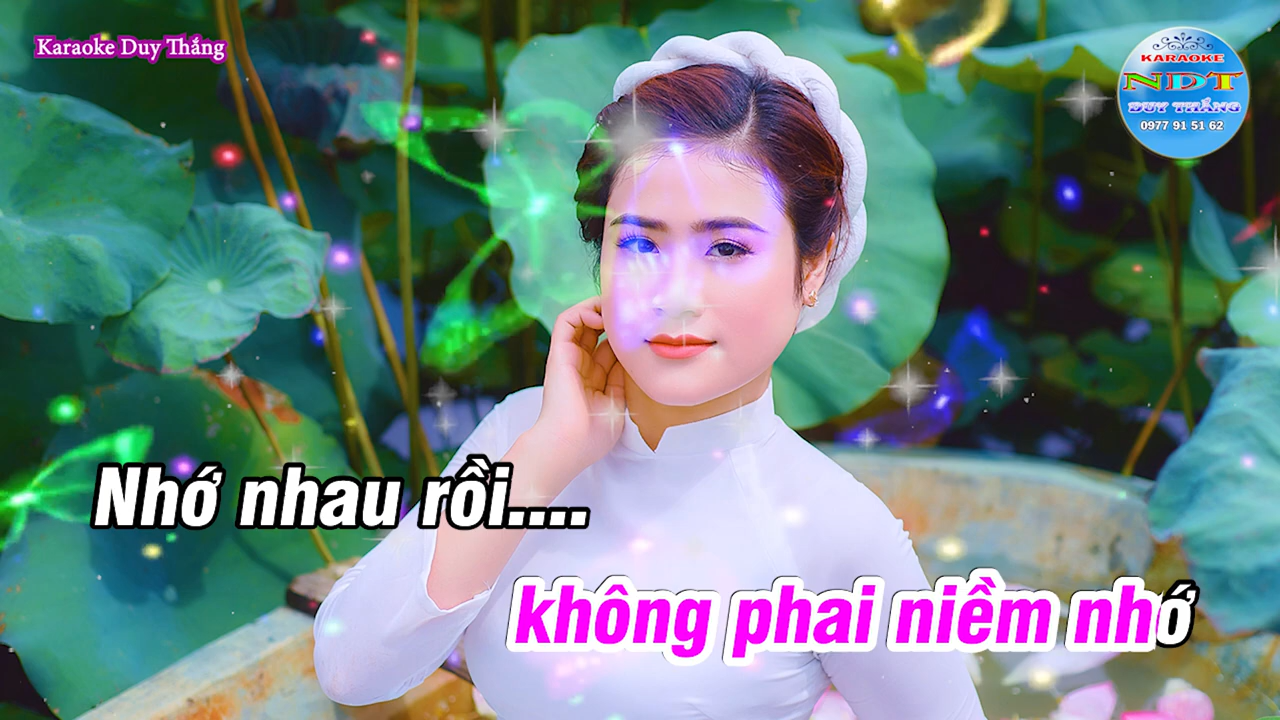 Karaoke Duy Thắng
KARAOKE
NDT
DUY THẮNG
0977 91 51 62
Nhớ nhau rồi....
không phai niềm nhớ